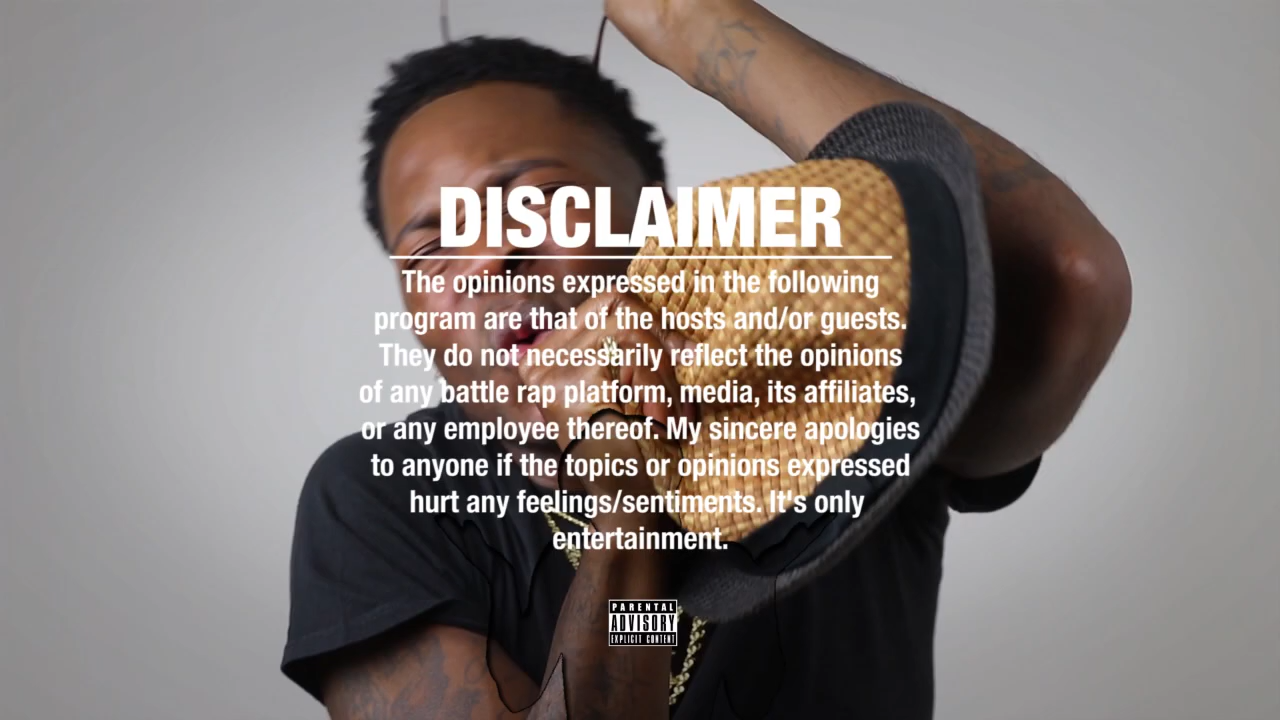 DISCLAIMER
The opinions expressed in the following
program are that of the hosts and/or guests.
They do not necessarily reflect the opinions
of any battle rap platform, media, its affiliates,
or any employee thereof. My sincere apologies
to anyone if the topics or opinions expressed
hurt any feelings/sentiments. It's only
entertainment.
PARENTAL
ADVISORY
EXPLICIT CONTENT